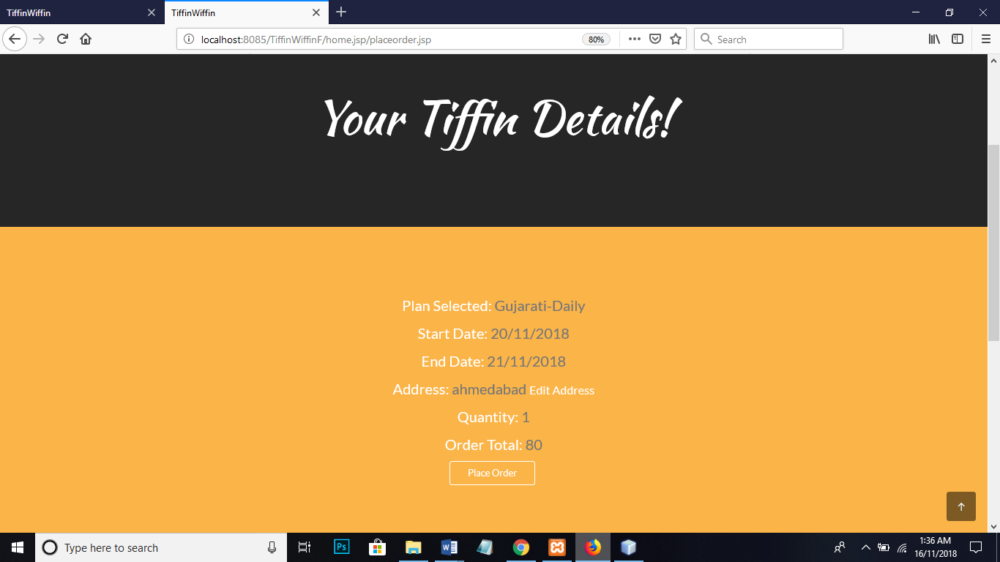 TiffinWiffin
TiffinWiffin
localhost:8085/TiffinWiffinF/home.jsp/placeorder.jsp
80%
Search
Your Tiffin Details!
Plan Selected: Gujarati-Daily
Start Date: 20/11/2018
End Date: 21/11/2018
Address: ahmedabad Edit Address
Quantity: 1
Order Total: 80
Place Order
Type here to search
Ps
1:36 AM
16/11/2018